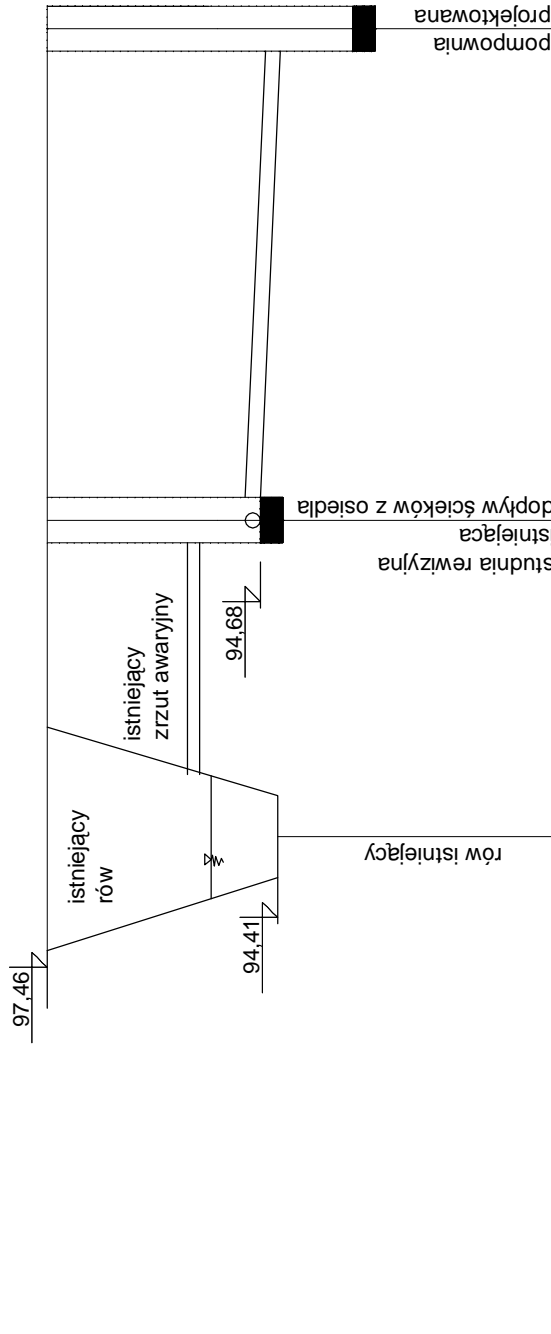 97,46
istniejący
rów
94,41
istniejący
zrzut awaryjny
94,68
rów istniejący
studnia rewizyjna
istniejąca
dopływ ścieków z osiedla
pompownia
projektowana